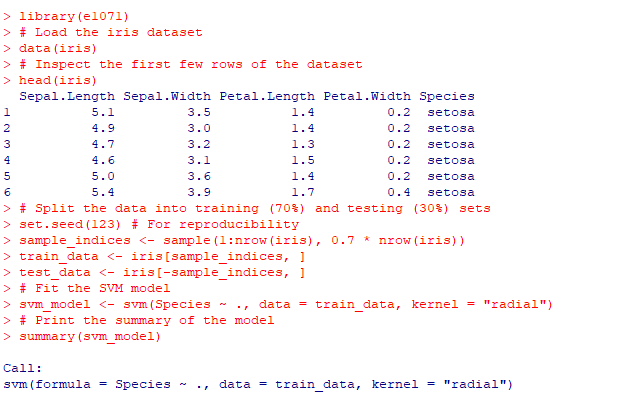 > library(e1071)
> # Load the iris dataset
> data(iris)
> # Inspect the first few rows of the dataset
> head(iris)
  Sepal.Length Sepal.Width Petal.Length Petal.Width Species
1          5.1         3.5          1.4         0.2  setosa
2          4.9         3.0          1.4         0.2  setosa
3          4.7         3.2          1.3         0.2  setosa
4          4.6         3.1          1.5         0.2  setosa
5          5.0         3.6          1.4         0.2  setosa
6          5.4         3.9          1.7         0.4  setosa
> # Split the data into training (70%) and testing (30%) sets
> set.seed(123) # For reproducibility
> sample_indices <- sample(1:nrow(iris), 0.7 * nrow(iris))
> train_data <- iris[sample_indices, ]
> test_data <- iris[-sample_indices, ]
> # Fit the SVM model
> svm_model <- svm(Species ~ ., data = train_data, kernel = "radial")
> # Print the summary of the model
> summary(svm_model)

Call:
svm(formula = Species ~ ., data = train_data, kernel = "radial")